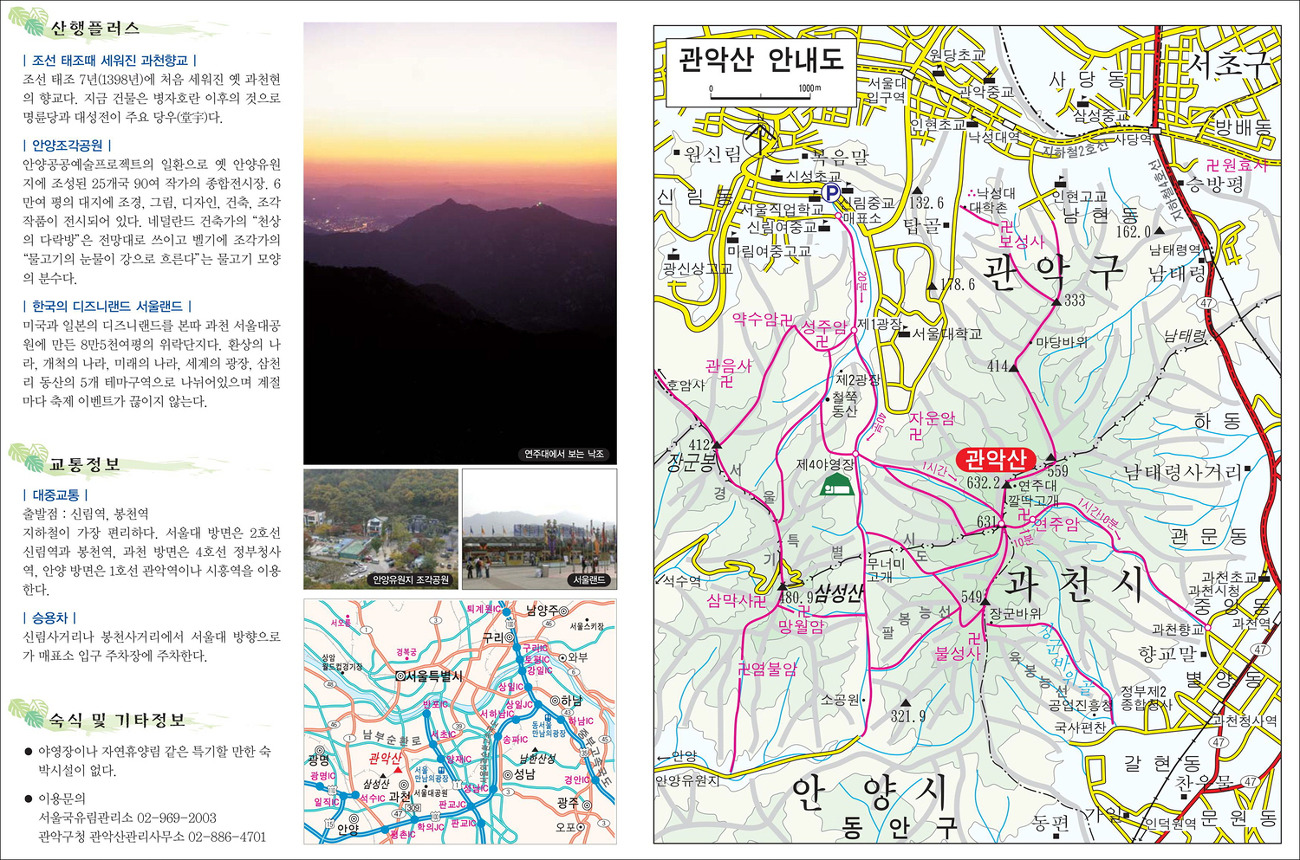 산행플러스
| 조선 태조때 세워진 과천향교 |
조선 태조 7년(1398년)에 처음 세워진 옛 과천현
의 향교다. 지금 건물은 병자호란 이후의 것으로
명륜당과 대성전이 주요 당우(堂宇)다.
| 안양조각공원 |
안양공공예술프로젝트의 일환으로 옛 안양유원
지에 조성된 25개국 90여 작가의 종합전시장. 6
만여 평의 대지에 조경, 그림, 디자인, 건축, 조각
작품이 전시되어 있다. 네덜란드 건축가의 “천상
의 다락방”은 전망대로 쓰이고 벨기에 조각가의
“물고기의 눈물이 강으로 흐른다”는 물고기 모양
의 분수다.
| 한국의 디즈니랜드 서울랜드 |
미국과 일본의 디즈니랜드를 본따 과천 서울대공
원에 만든 8만5천여평의 위락단지다. 환상의 나
라, 개척의 나라, 미래의 나라, 세계의 광장, 삼천
리 동산의 5개 테마구역으로 나뉘어있으며 계절
마다 축제 이벤트가 끊이지 않는다.
교통정보
| 대중교통 |
출발점 : 신림역, 봉천역
지하철이 가장 편리하다. 서울대 방면은 2호선
신림역과 봉천역, 과천 방면은 4호선 정부청사
역, 안양 방면은 1호선 관악역이나 시흥역을 이용
한다.
| 승용차 |
신림사거리나 봉천사거리에서 서울대 방향으로
가 매표소 입구 주차장에 주차한다.
숙식 및 기타정보
● 야영장이나 자연휴양림 같은 특기할 만한 숙
박시설이 없다.
● 이용문의
서울국유림관리소 02-969-2003
관악구청 관악산관리사무소 02-886-4701
연주대에서 보는 낙조
안양유원지 조각공원
서울랜드
퇴계원IC
남양주
서오릉
서울스키장
구리
경복궁
구리IC
토평IC
와부
상암
월드컵경기장
강일IC
서울특별시
상일IC
하남
반포IC
상일JC
서하남IC
동서울
만남의광장
하남IC
남부순환로
서초IC
송파IC
광명
관악산
양재IC
남한산성
광명IC
삼성산
서울
만남의광장
성남
경안IC
일직IC
석수IC
과천
서울대공원
성남IC
판교JC
광주
안양
학의JC
판교IC
평촌IC
오포
중부고속국도
관악산 안내도
0
1000m
N
원당초교
서울대
입구역
관악중교
사당동
서초구
삼성중교
인헌초교
낙성대역
지하철2호선
사당역
방배동
원신림
복은말
원효사
승방평
지하철4호선
신성초교
신림동
P
신림중교
132.6
낙성대
대학촌
인헌고교
남현동
서울직업학교
매표소
신림여중교
탑골
보성사
162.0
미림여중고교
남태령역
광신상고교
관악구
남태령
178.6
20분
333
47
약수암
성주암
제1광장
서울대학교
마당바위
남태령
관음사
414
호암사
제2광장
철쭉
동산
하동
자운암
40분
412
장군봉
관악산
559
제4야영장
1시간
632.2
연주대
남태령사거리
서울특별시
경기도
깔딱고개
631
연주암
1시간10분
10분
관문동
무너미
고개
석수역
480.9
삼성산
과천시
과천초교
과천시청
중앙동
삼막사
549
망월암
장군바위
과천역
과천향교
팔봉능선
불성사
향교말
47
염불암
육봉능선
별양동
소공원
321.9
정부제2
종합청사
공업진흥청
국사편찬
과천청사역
안양
47
갈현동
안양유원지
찬우물
47
안양시
동안구
동편
가원
인덕원역
문원동